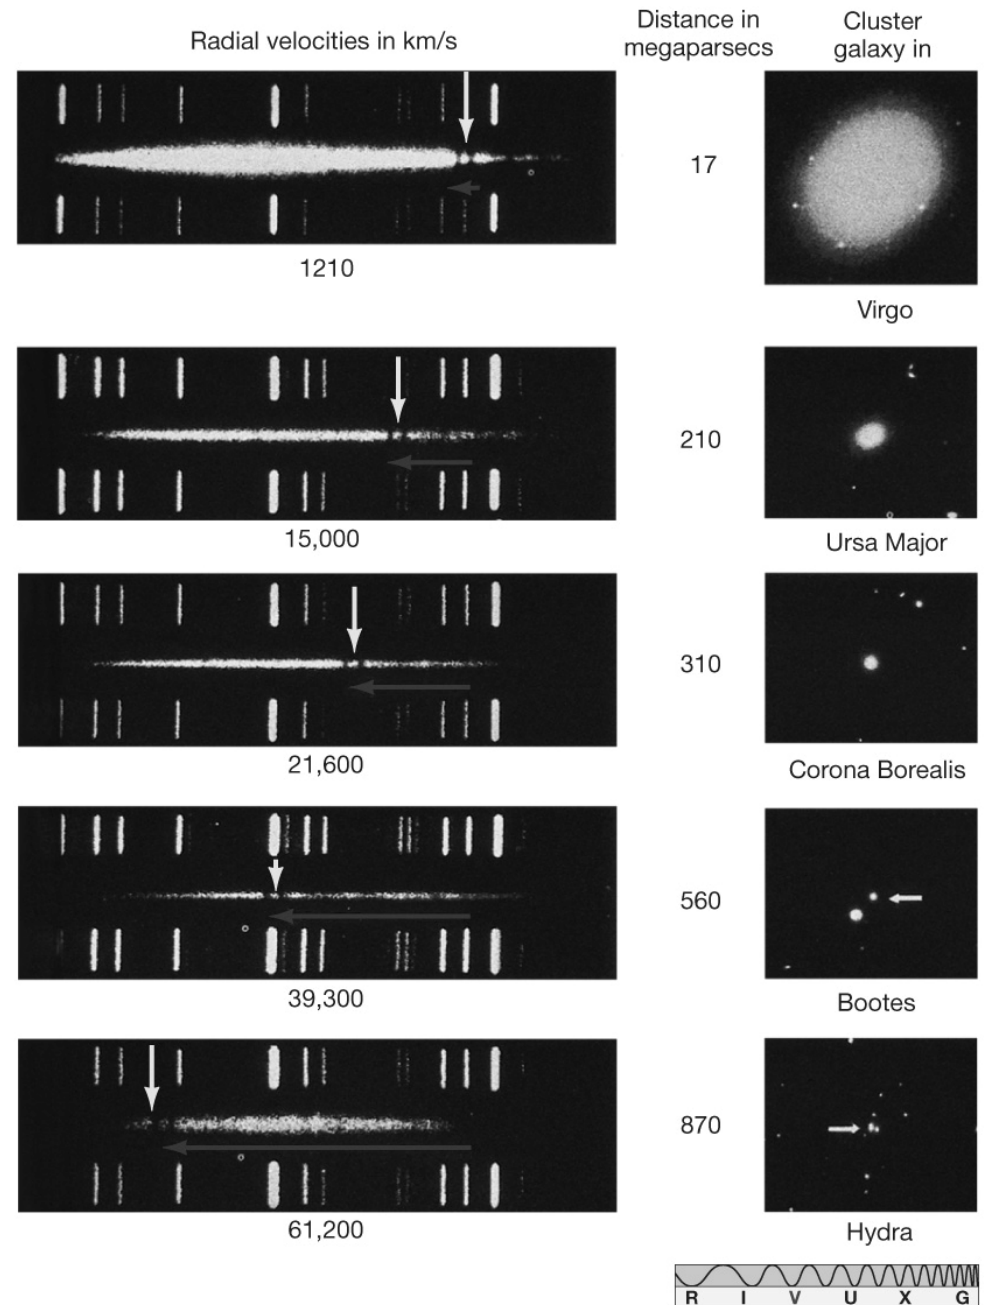 Radial velocities in km/s
Distance in
megaparsecs
Cluster
galaxy in
17
1210
Virgo
210
15,000
Ursa Major
310
21,600
Corona Borealis
560
39,300
Bootes
870
61,200
Hydra
R I V U X G